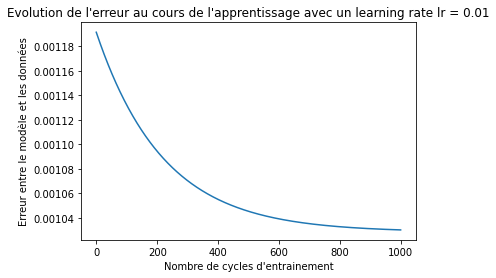 Evolution de l'erreur au cours de l'apprentissage avec un learning rate lr = 0.01
Erreur entre le modèle et les données
0.00118
0.00116
0.00114
0.00112
0.00110
0.00108
0.00106
0.00104
0 200 400 600 800 1000
Nombre de cycles d'entrainement